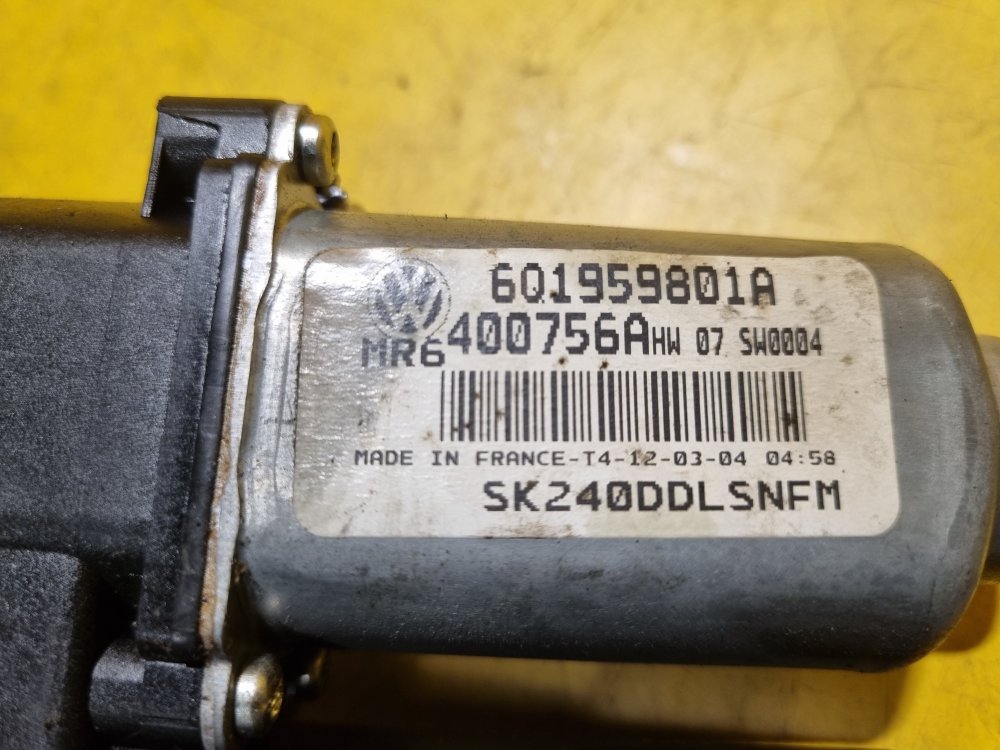 6Q1959801A
MR6 400756A HW 07 SW0004
MADE IN FRANCE-T4-12-03-04 04:58
SK240DDLSNFM